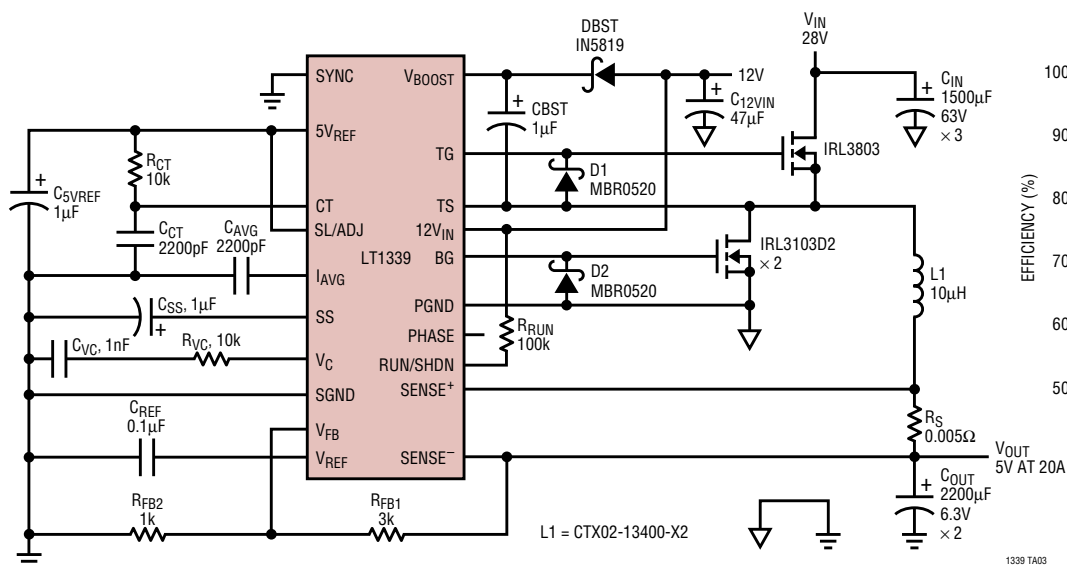 DBST
IN5819
V_IN
28V
SYNC
V_BOOST
12V
+
C_12VIN
47µF
+
CBST
1µF
+
C_IN
1500µF
63V
× 3
5V_REF
R_CT
10k
TG
D1
MBR0520
IRL3803
+
C_5VREF
1µF
CT
TS
C_CT
2200pF
C_AVG
2200pF
SL/ADJ
12V_IN
LT1339
BG
IRL3103D2
× 2
D2
MBR0520
L1
10µH
I_AVG
PGND
C_SS, 1µF
+
SS
PHASE
R_RUN
100k
C_VC, 1nF
R_VC, 10k
V_C
RUN/SHDN
SGND
SENSE+
C_REF
0.1µF
R_S
0.005Ω
V_FB
V_REF
SENSE–
V_OUT
5V AT 20A
R_FB2
1k
R_FB1
3k
L1 = CTX02-13400-X2
+
C_OUT
2200µF
6.3V
× 2
1339 TA03
EFFICIENCY (%)
100
90
80
70
60
50